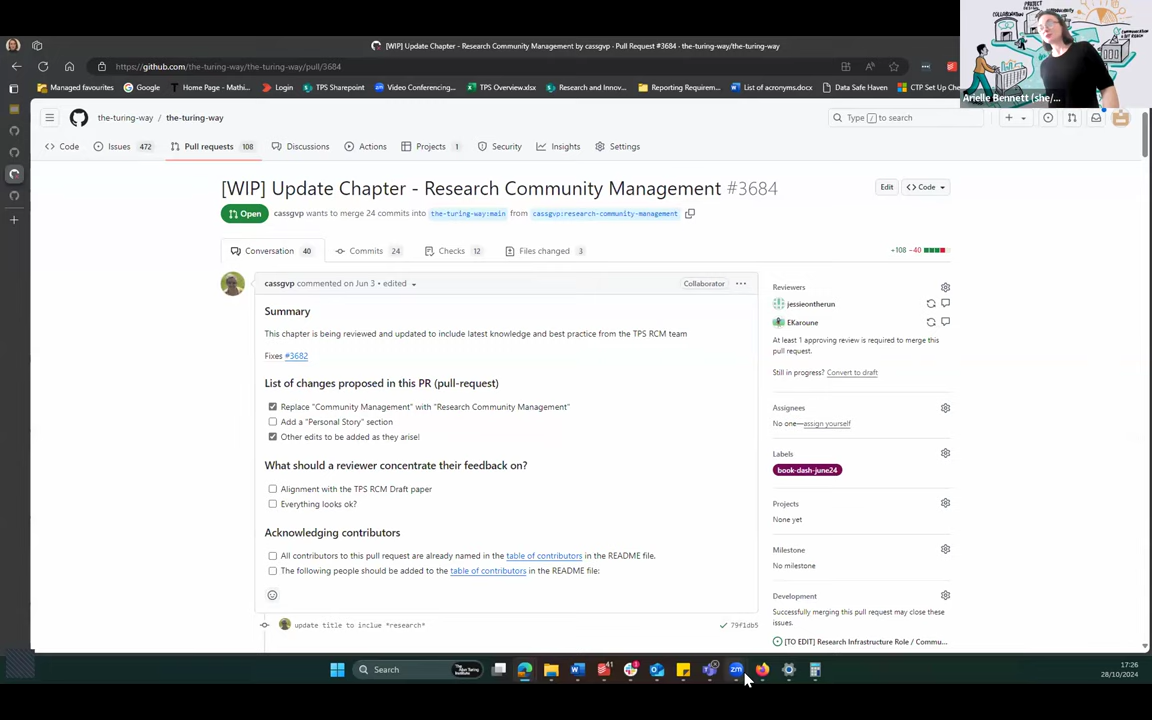 [WIP] Update Chapter - Research Community Management by cassgvp · Pull Request #3684 · the-turing-way/the-turing-way
https://github.com/the-turing-way/the-turing-way/pull/3684
Managed favourites Google Home Page - Mathi... Login TPS Sharepoint Video Conferencing... TPS Overview.xlsx Research and Innov... Reporting Requirem... List of acronyms.docx Data Safe Haven CTP Set Up Che
Arielle Bennett (she/...
the-turing-way / the-turing-way
Type / to search
Code Issues 472 Pull requests 108 Discussions Actions Projects 1 Security Insights Settings
[WIP] Update Chapter - Research Community Management #3684
Edit <> Code
Open cassgvp wants to merge 24 commits into the-turing-way:main from cassgvp:research-community-management
Conversation 40 Commits 24 Checks 12 Files changed 3
+108 −40
cassgvp commented on Jun 3 • edited
Collaborator
Summary
This chapter is being reviewed and updated to include latest knowledge and best practice from the TPS RCM team
Fixes #3682
List of changes proposed in this PR (pull-request)
Replace "Community Management" with "Research Community Management"
Add a "Personal Story" section
Other edits to be added as they arise!
What should a reviewer concentrate their feedback on?
Alignment with the TPS RCM Draft paper
Everything looks ok?
Acknowledging contributors
All contributors to this pull request are already named in the table of contributors in the README file.
The following people should be added to the table of contributors in the README file:
update title to inclue *research*
79f1db5
Reviewers
jessieontherun
EKaroune
At least 1 approving review is required to merge this
pull request.
Still in progress? Convert to draft
Assignees
No one—assign yourself
Labels
book-dash-june24
Projects
None yet
Milestone
No milestone
Development
Successfully merging this pull request may close these
issues.
[TO EDIT] Research Infrastructure Role / Commu...
Search
17:26
28/10/2024